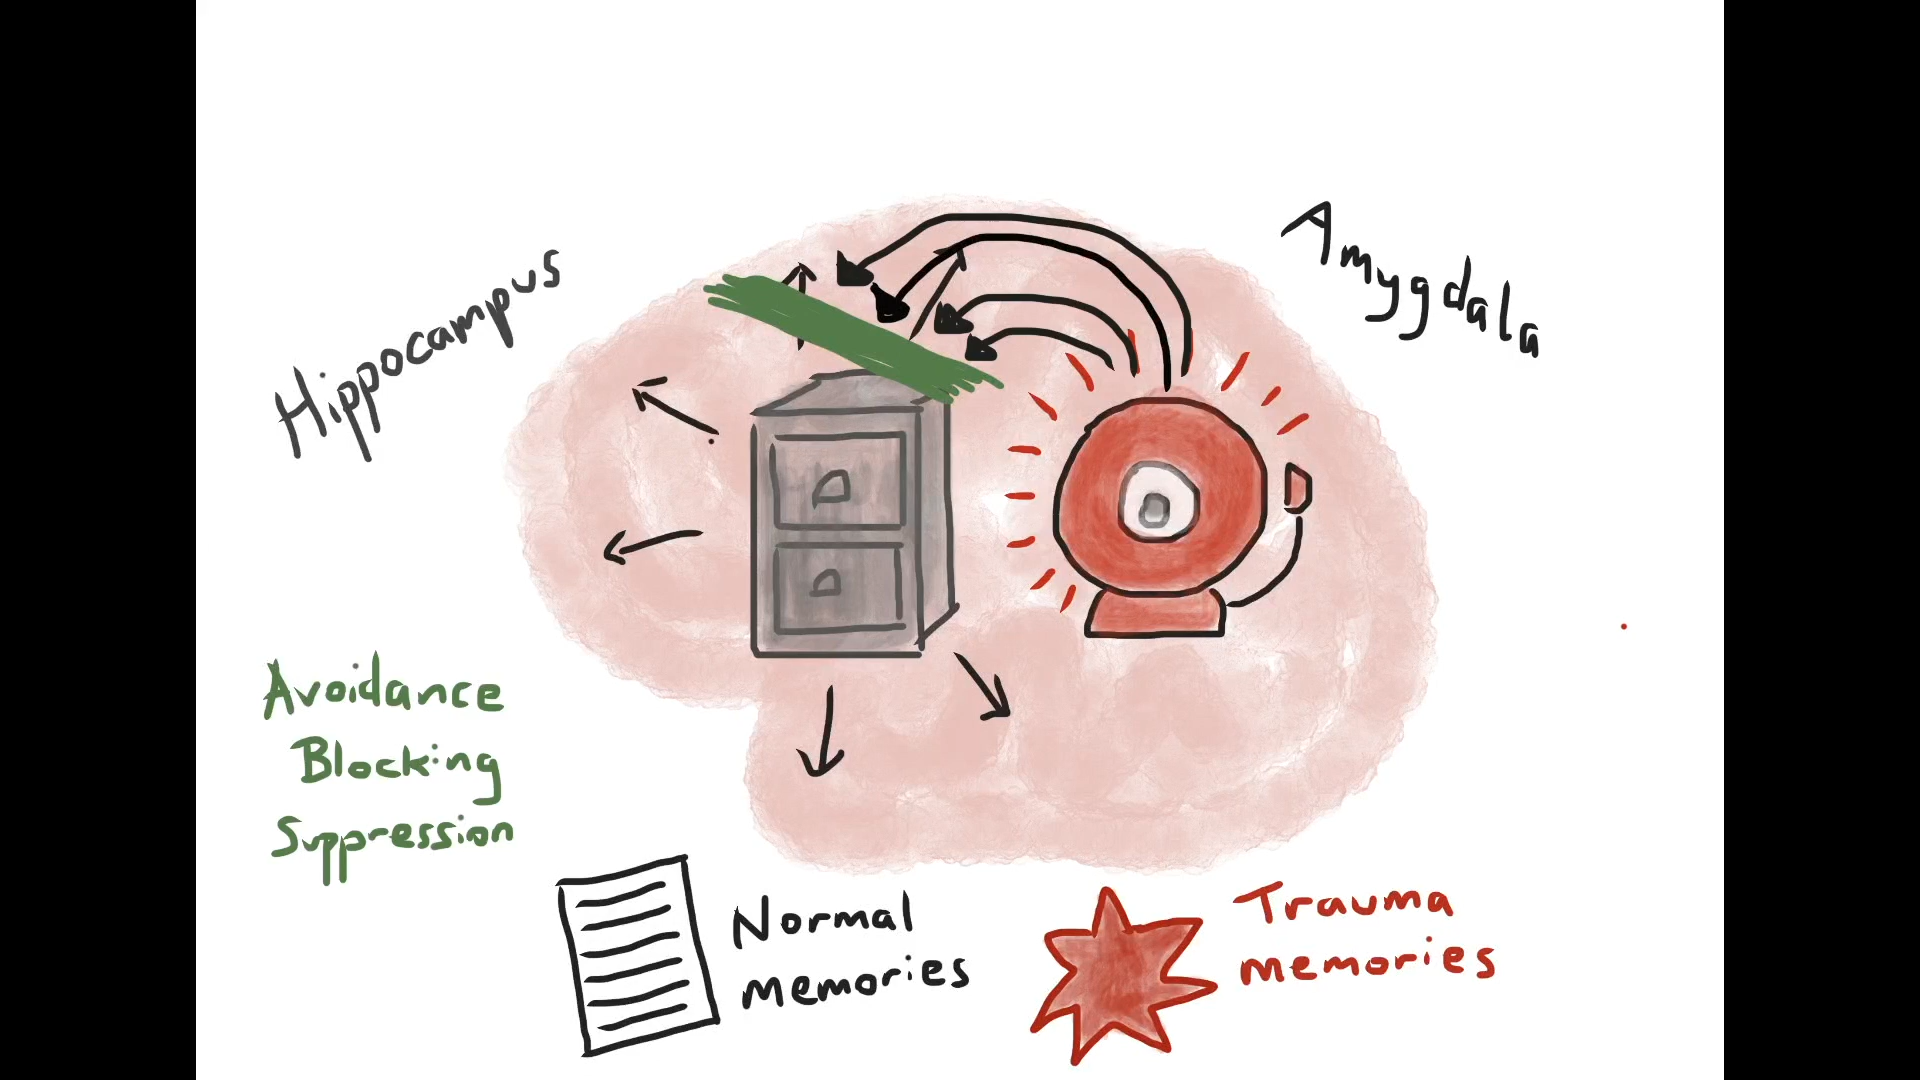 Hippocampus
Amygdala
Avoidance
Blocking
Suppression
Normal
memories
Trauma
memories